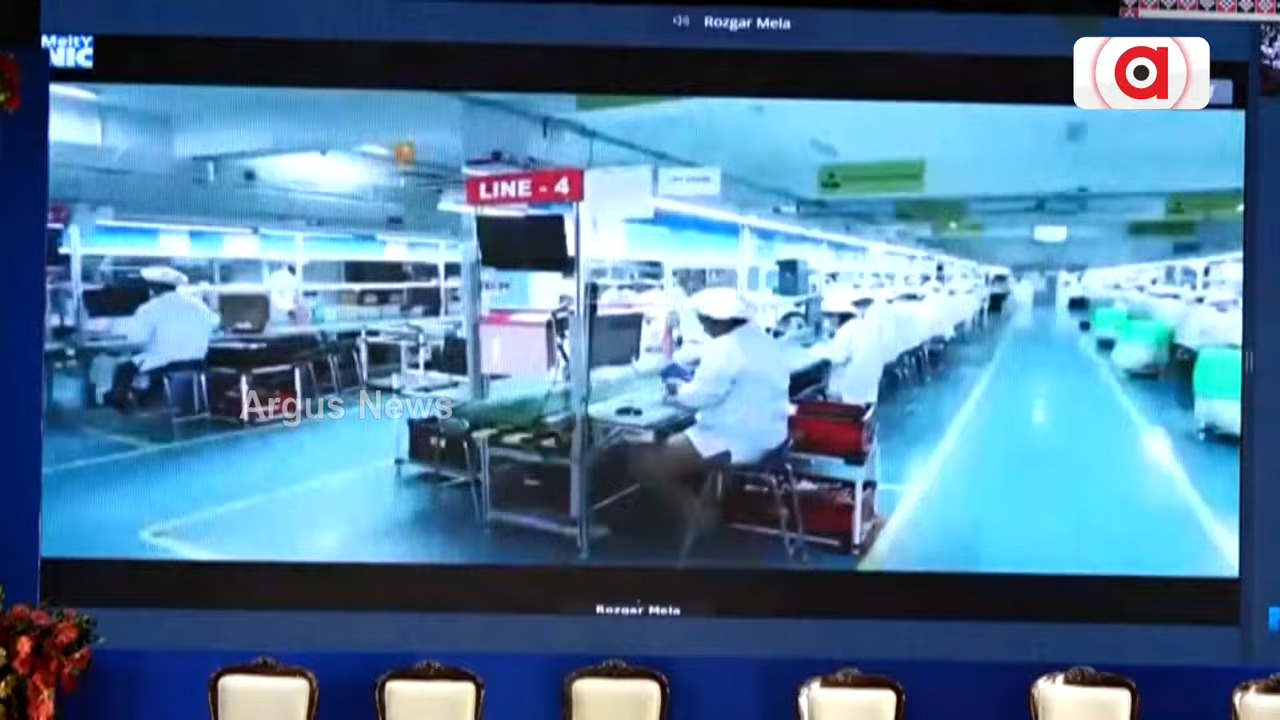 Rozgar Mela
MeitY
NIC
a
LINE - 4
Argus News
Rozgar Mela